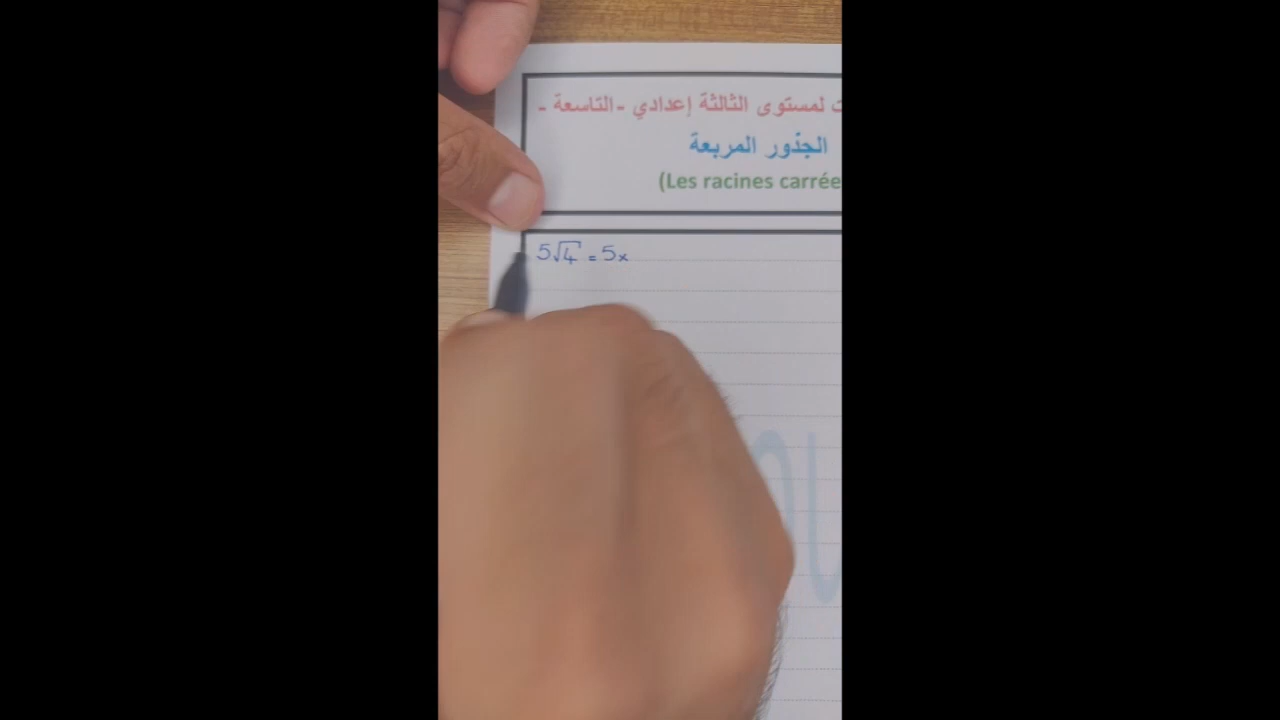 لمستوى الثالثة إعدادي - التاسعة -
الجذور المربعة
(Les racines carrée
5√4 = 5×